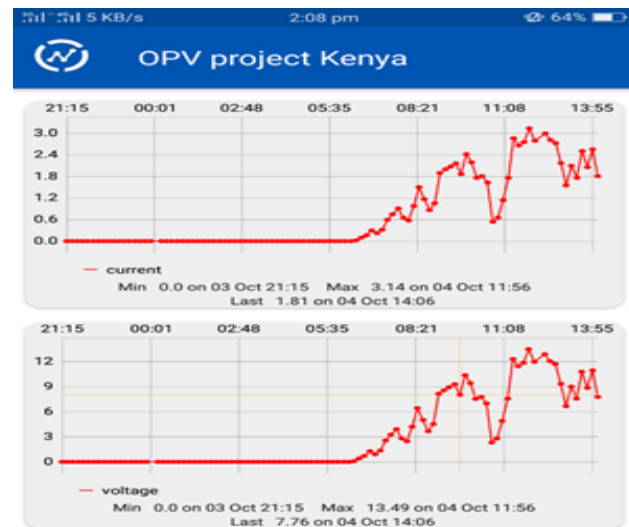 5 KB/s 2:08 pm 64%
OPV project Kenya
21:15 00:01 02:48 05:35 08:21 11:08 13:55
3.0
2.4
1.8
1.2
0.6
0.0
current
Min 0.0 on 03 Oct 21:15 Max 3.14 on 04 Oct 11:56
Last 1.81 on 04 Oct 14:06
21:15 00:01 02:48 05:35 08:21 11:08 13:55
12
9
6
3
0
voltage
Min 0.0 on 03 Oct 21:15 Max 13.49 on 04 Oct 11:56
Last 7.76 on 04 Oct 14:06